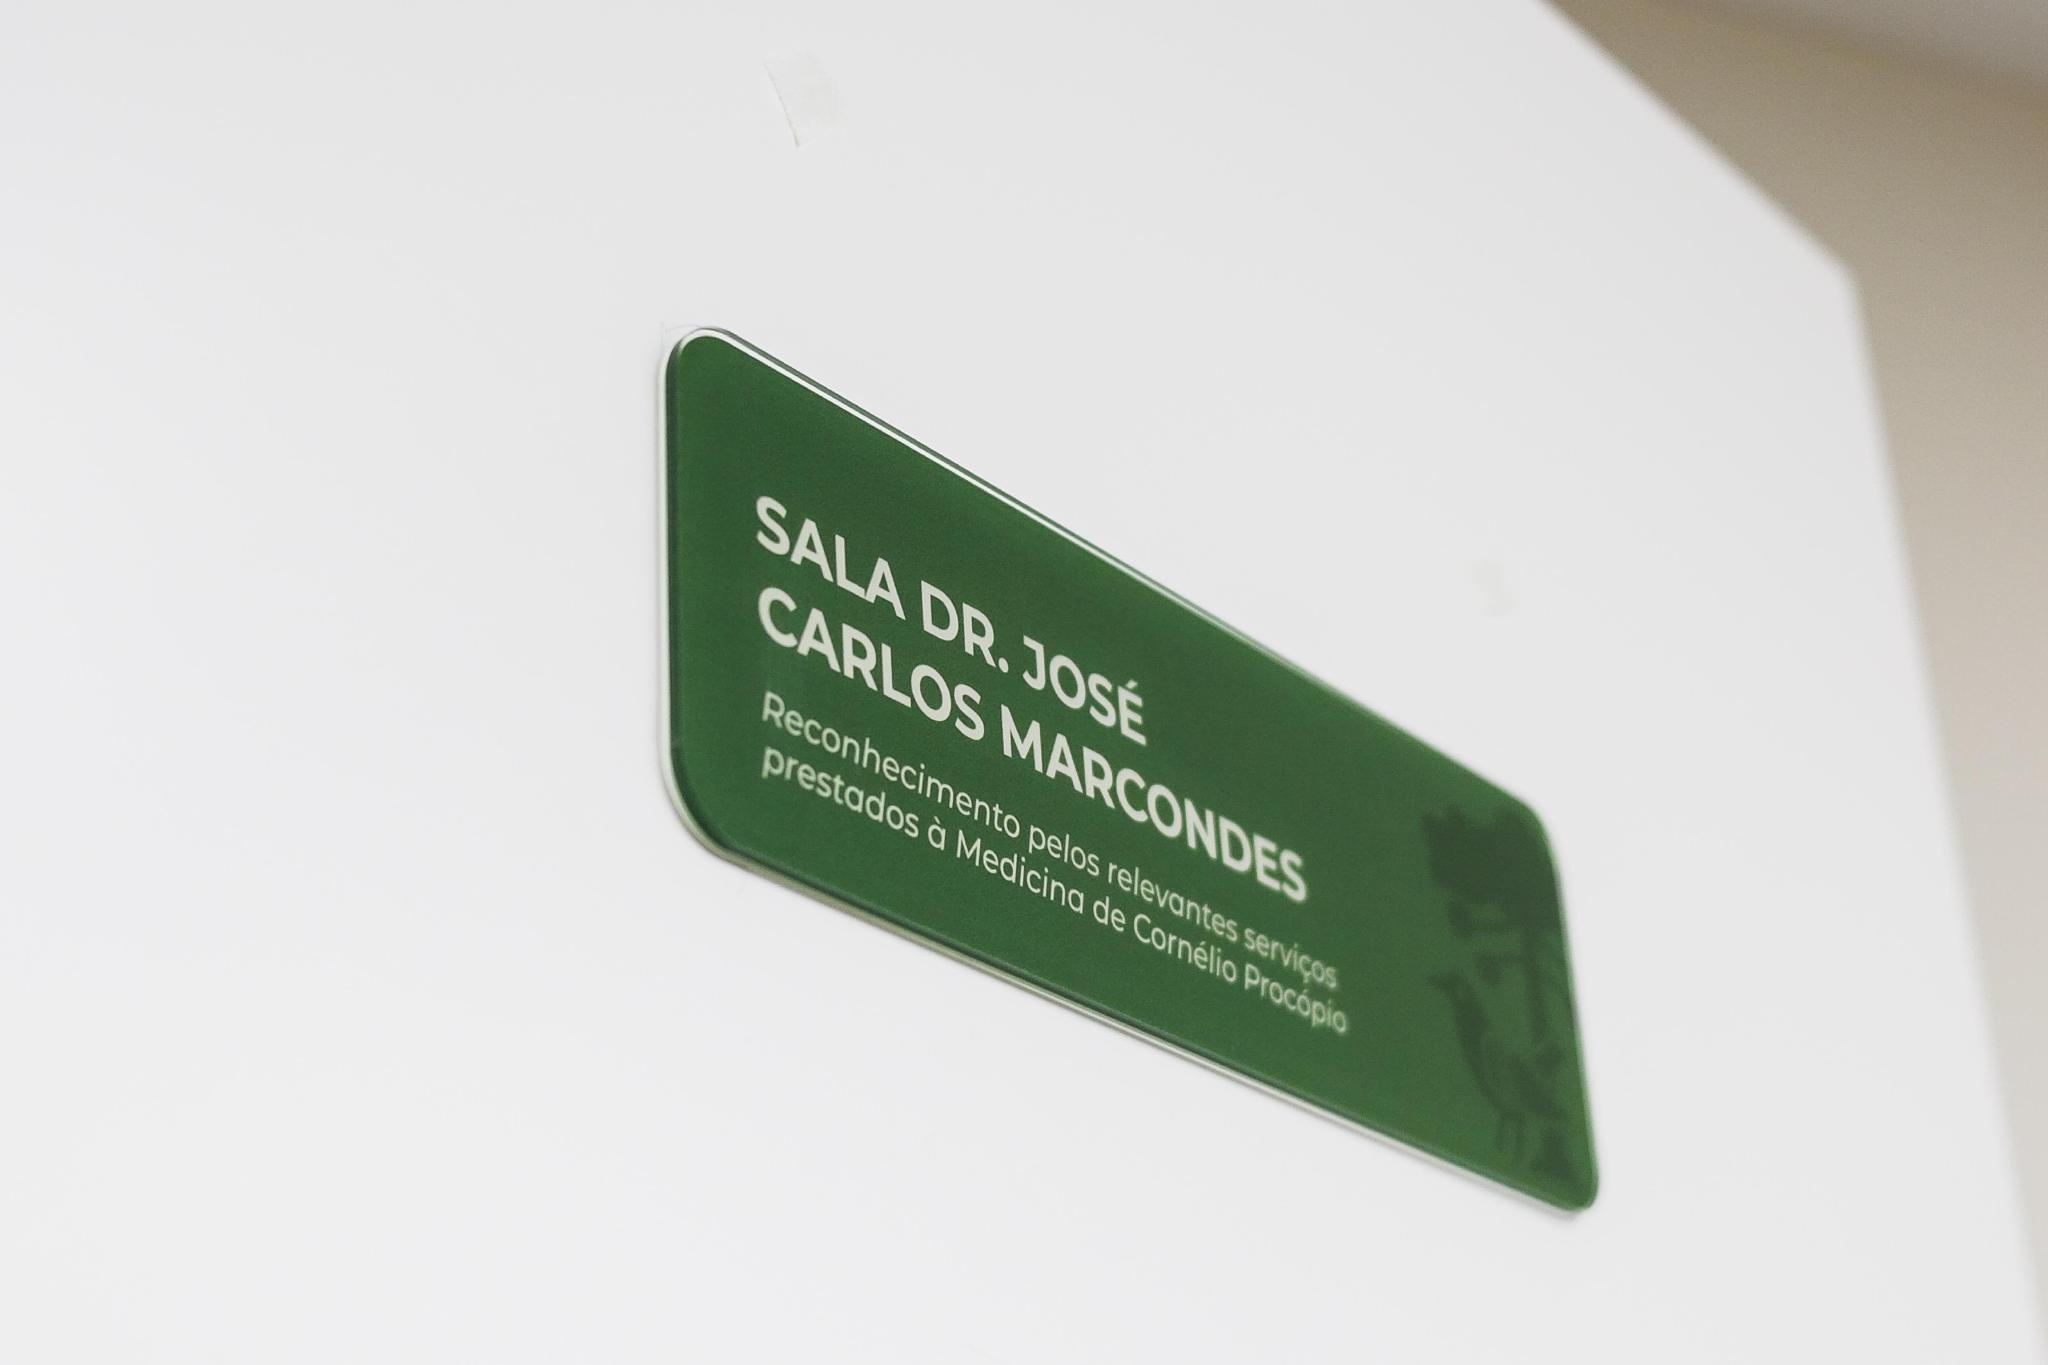 SALA DR. JOSÉ
CARLOS MARCONDES
Reconhecimento pelos relevantes serviços
prestados à Medicina de Cornélio Procópio